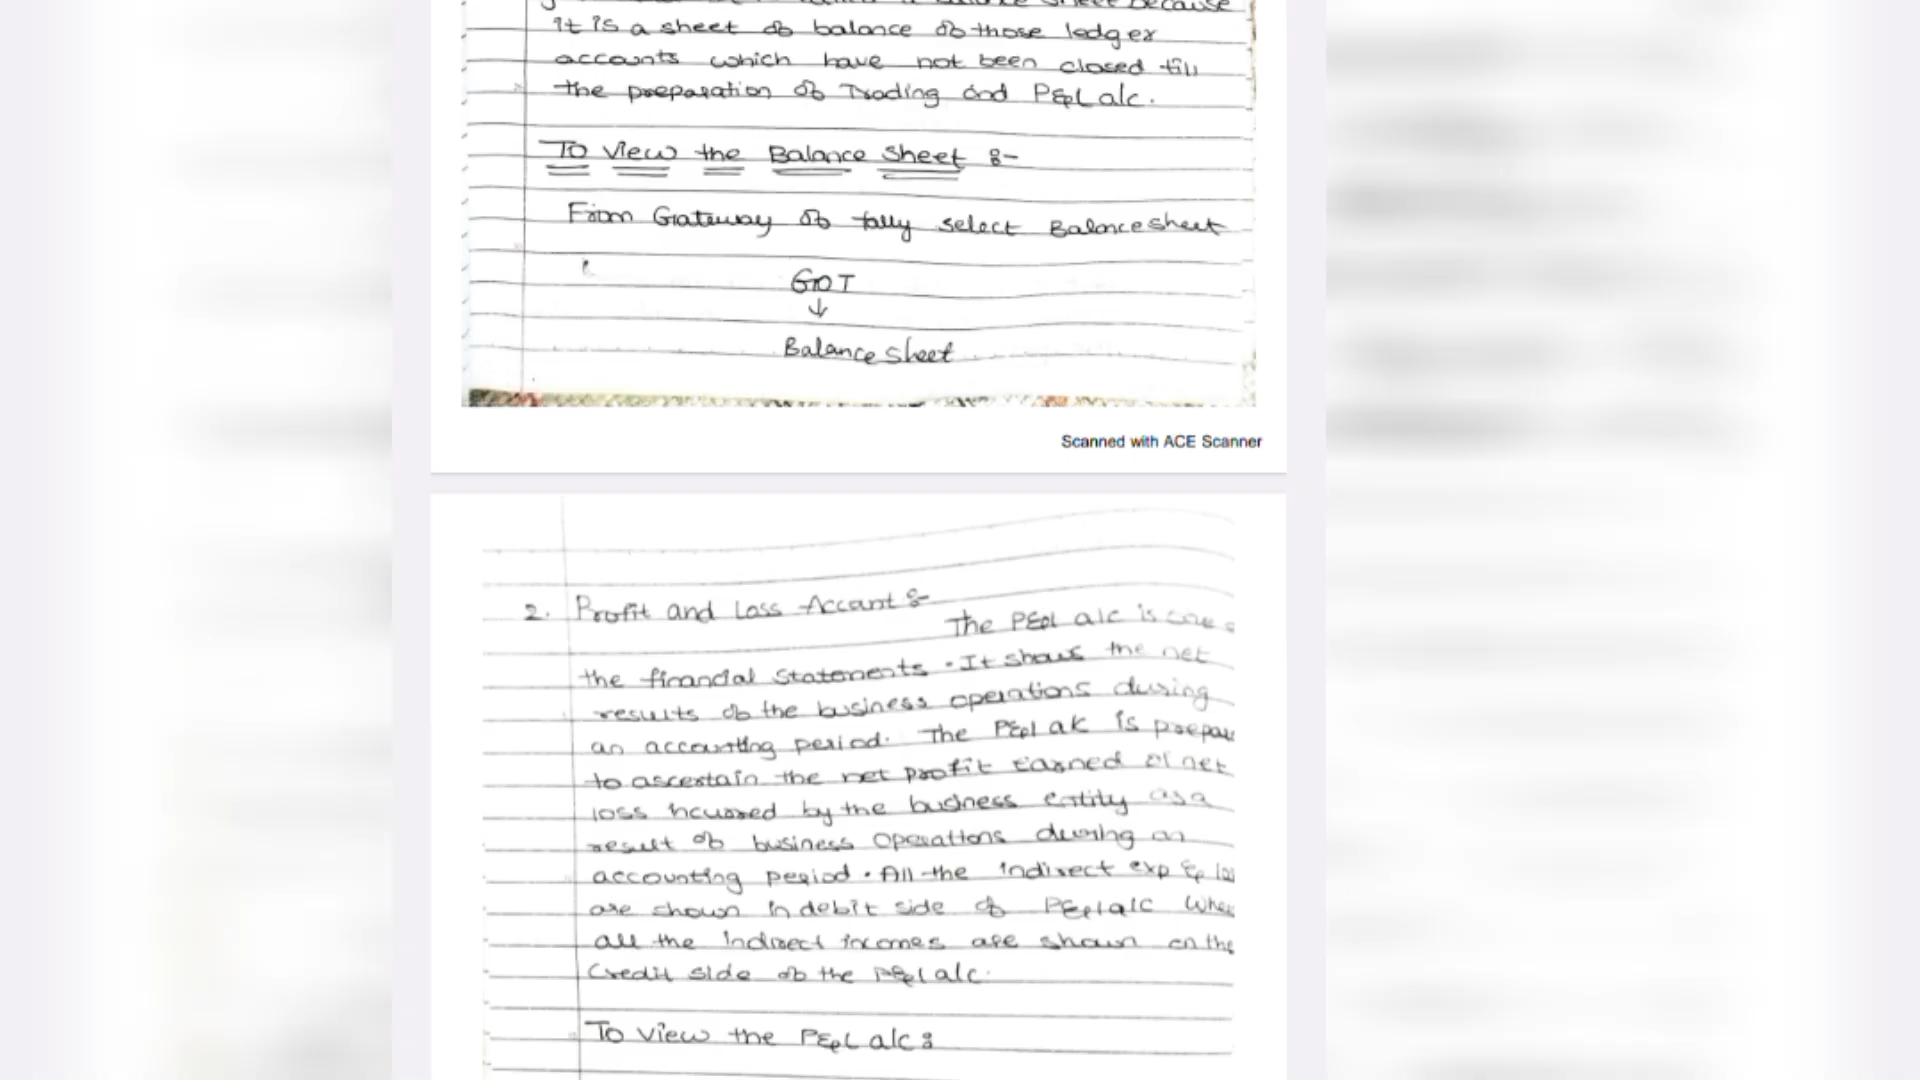 it is a sheet of balance of those ledger
accounts which have not been closed till
the preparation of Trading and P&L a/c.
To View the Balance Sheet :-
From Gateway of tally select Balance sheet
GOT
↓
Balance sheet
Scanned with ACE Scanner
2. Profit and Loss Account :-
The P&L a/c is one
the financial statements. It shows the net
results of the business operations during
an accounting period. The P&L a/c is prepar
to ascertain the net profit earned or net
loss incurred by the business entity as a
result of business operations during an
accounting period. All the indirect exp & los
are shown in debit side of P&L a/c Whe
all the indirect incomes are shown on the
Credit side of the P&L a/c.
To View the P&L a/c :